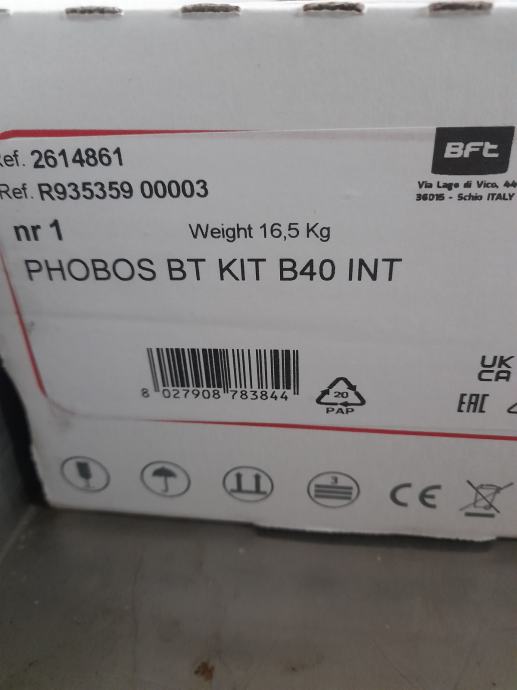 BFt
Ref. 2614861
Ref. R935359 00003
Via Lago di Vico, 44
36015 - Schio ITALY
nr 1
Weight 16,5 Kg
PHOBOS BT KIT B40 INT
8 027908 783844
20
PAP
UK
CA
EAC
3
CE